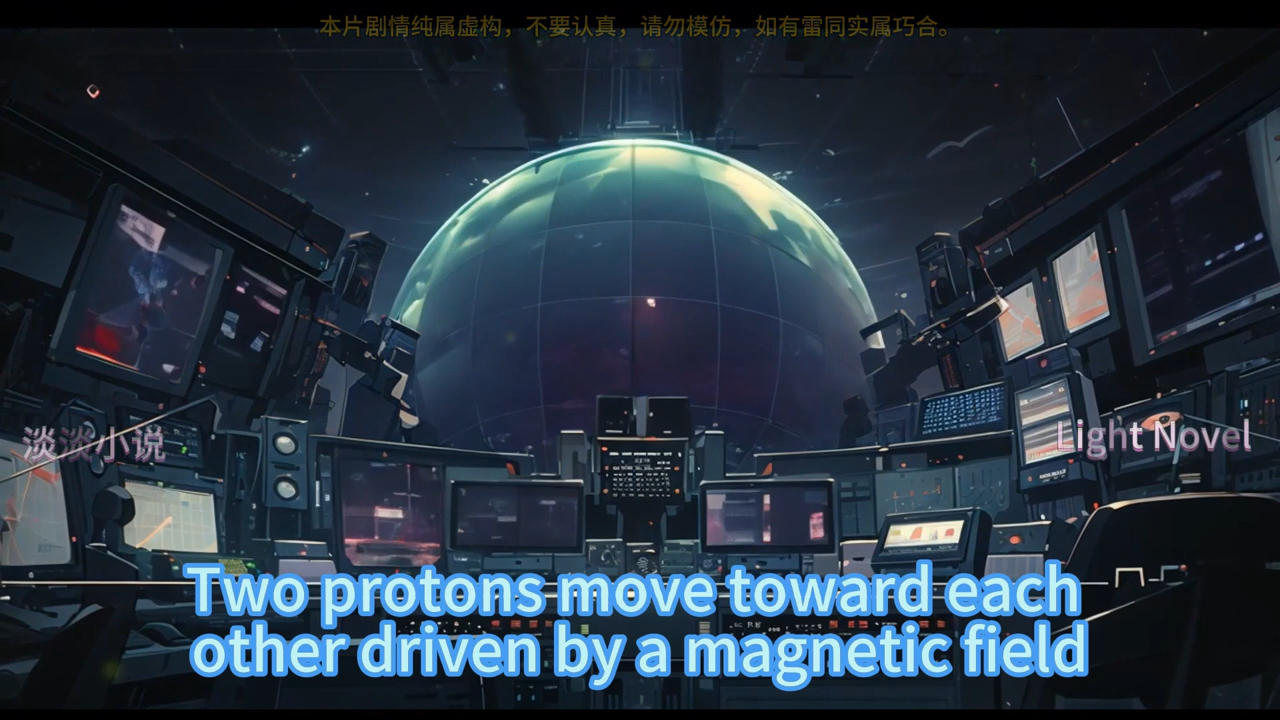 本片剧情纯属虚构，不要认真，请勿模仿，如有雷同实属巧合。
淡淡小说
Light Novel
Two protons move toward each
other driven by a magnetic field